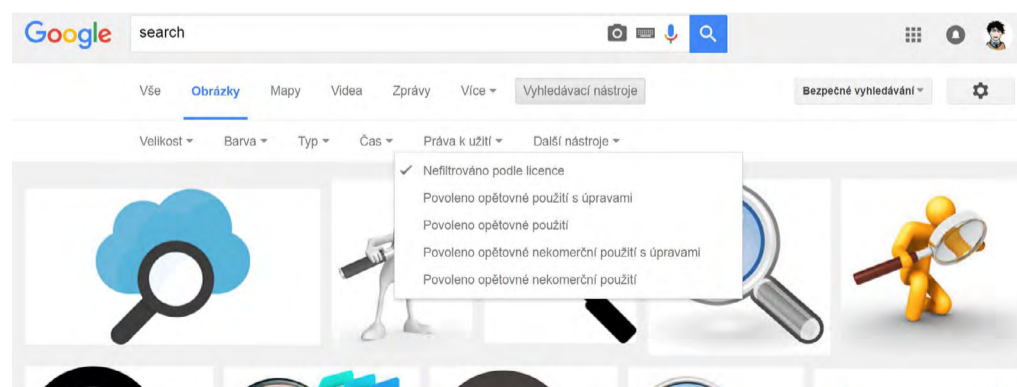 Google search
Vše Obrázky Mapy Videa Zprávy Více Vyhledávací nástroje Bezpečné vyhledávání
Velikost Barva Typ Čas Práva k užití Další nástroje
Nefiltrováno podle licence
Povoleno opětovné použití s úpravami
Povoleno opětovné použití
Povoleno opětovné nekomerční použití s úpravami
Povoleno opětovné nekomerční použití